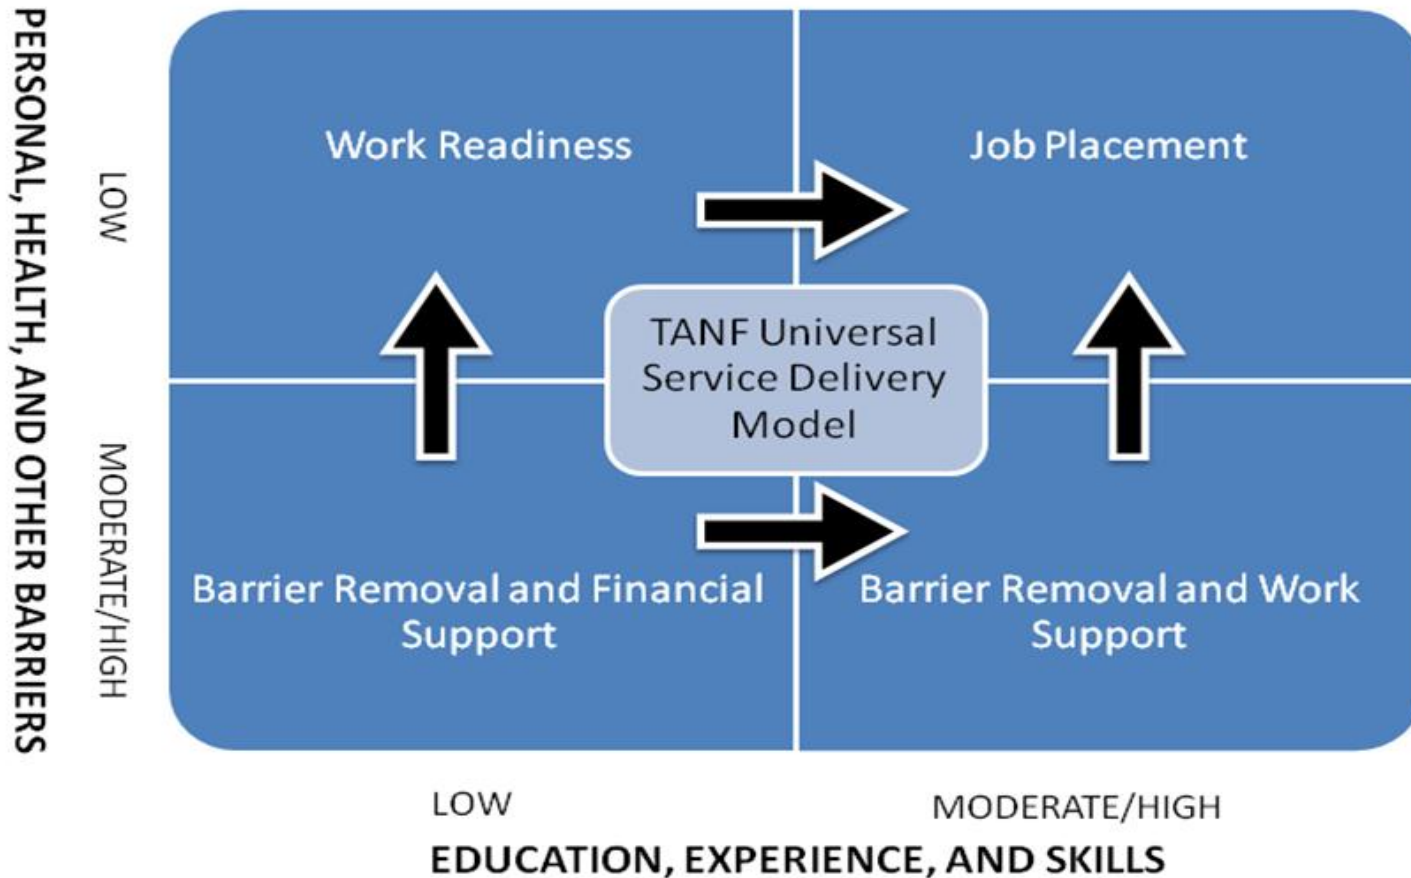 PERSONAL, HEALTH, AND OTHER BARRIERS
LOW
MODERATE/HIGH
Work Readiness
Job Placement
TANF Universal
Service Delivery
Model
Barrier Removal and Financial
Support
Barrier Removal and Work
Support
LOW
MODERATE/HIGH
EDUCATION, EXPERIENCE, AND SKILLS